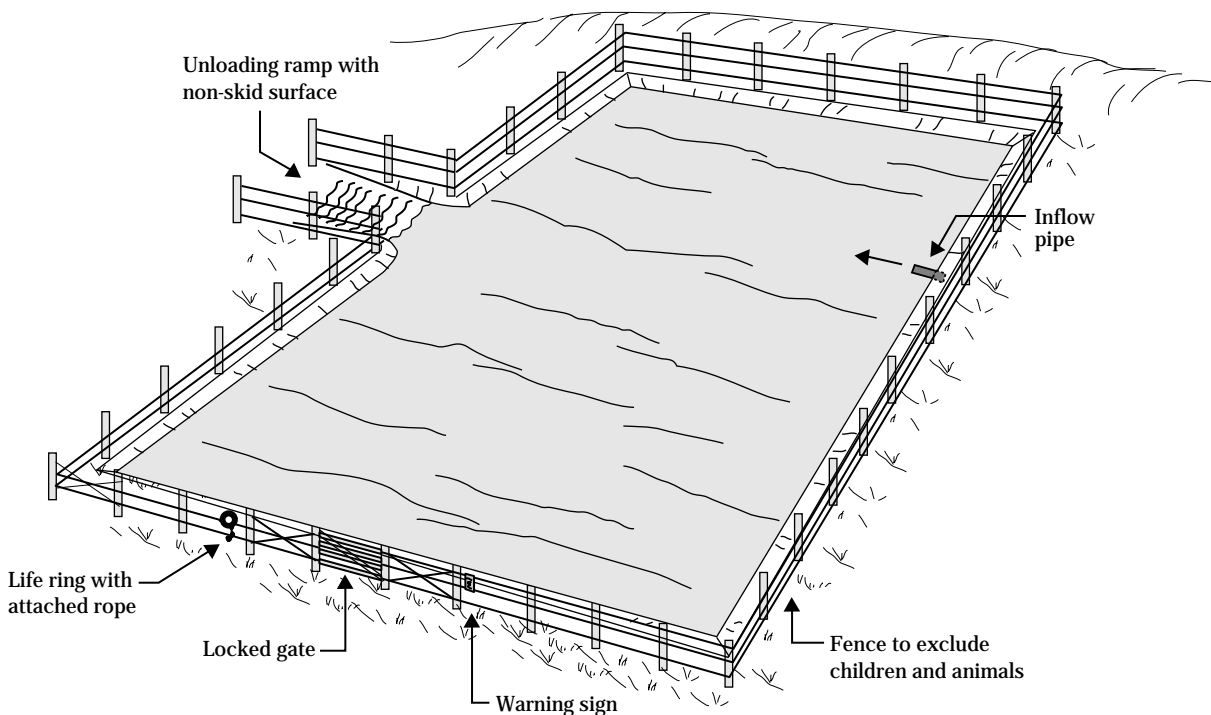 Unloading ramp with
non-skid surface
Inflow
pipe
Life ring with
attached rope
Locked gate
Warning sign
Fence to exclude
children and animals